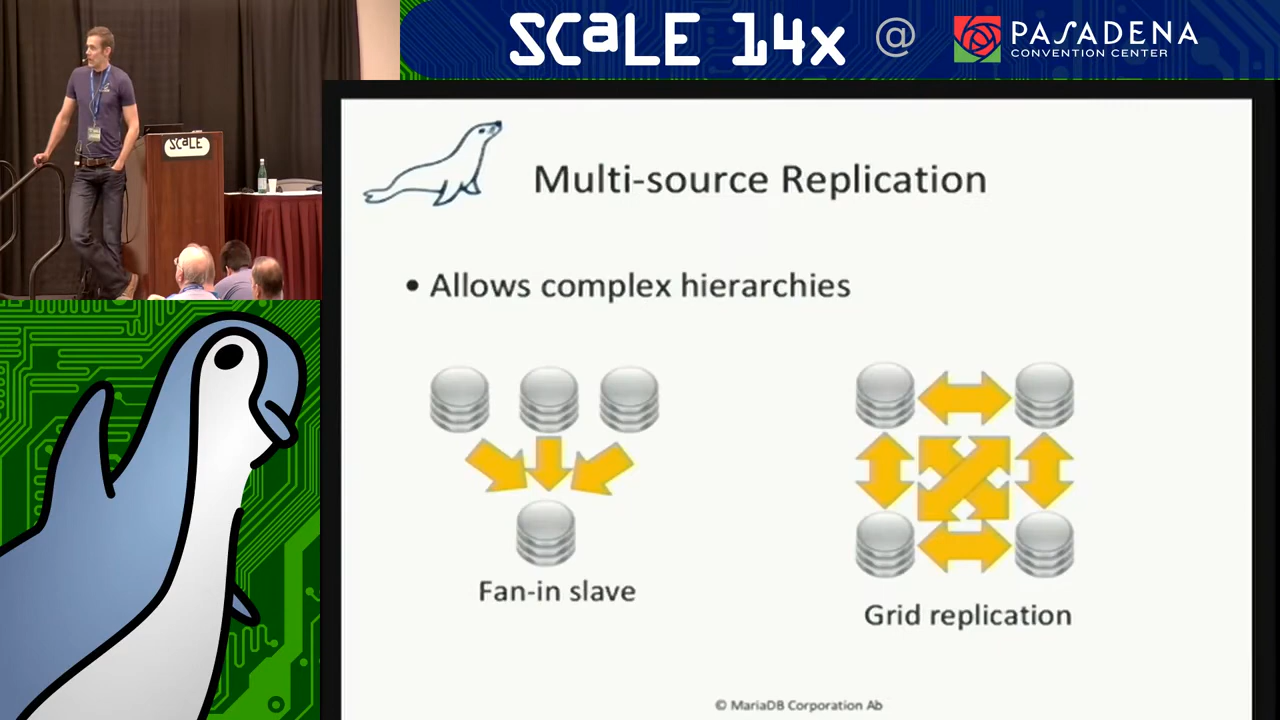 SCaLE 14x @ PASADENA
CONVENTION CENTER
SCaLE
Multi-source Replication
• Allows complex hierarchies
Fan-in slave
Grid replication
© MariaDB Corporation Ab